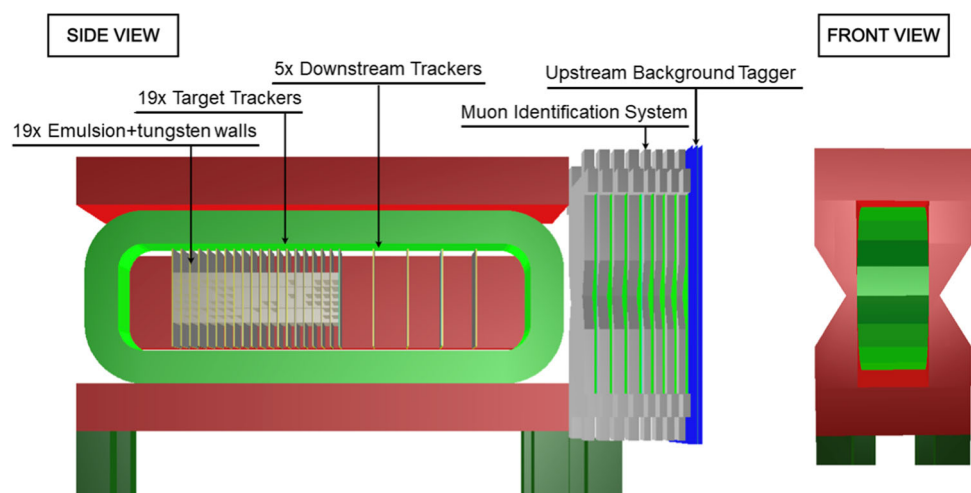 SIDE VIEW
FRONT VIEW
5x Downstream Trackers
Upstream Background Tagger
19x Target Trackers
Muon Identification System
19x Emulsion+tungsten walls